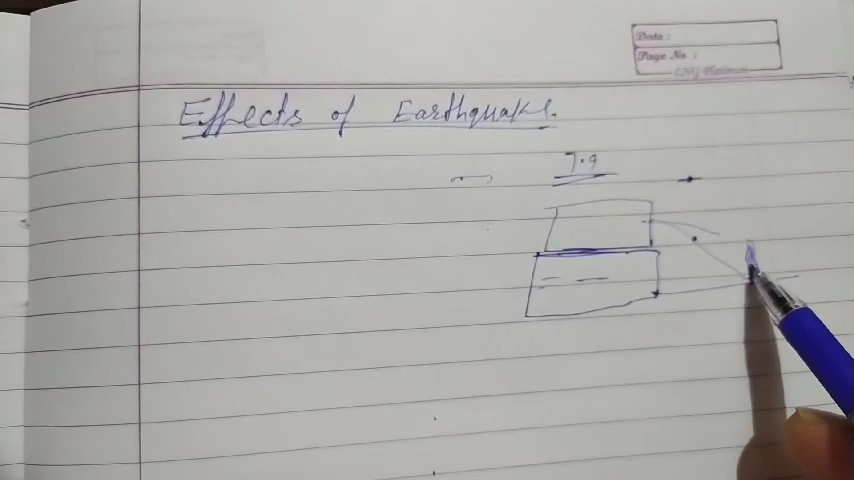 Date :
Page No :
Effects of Earthquake.
7.9